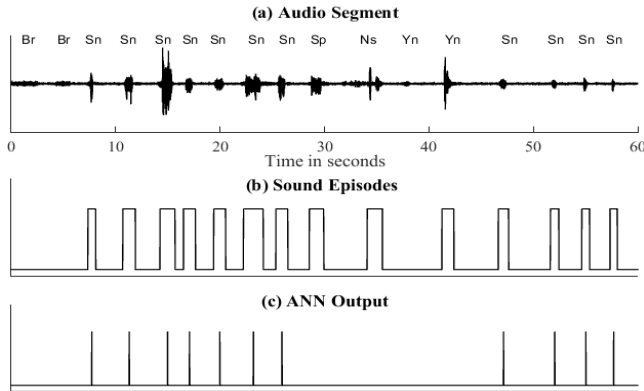 (a) Audio Segment
Br Br Sn Sn Sn Sn Sn Sn Sn Sp Ns Yn Yn Sn Sn Sn Sn
0 10 20 30 40 50 60
Time in seconds
(b) Sound Episodes
(c) ANN Output